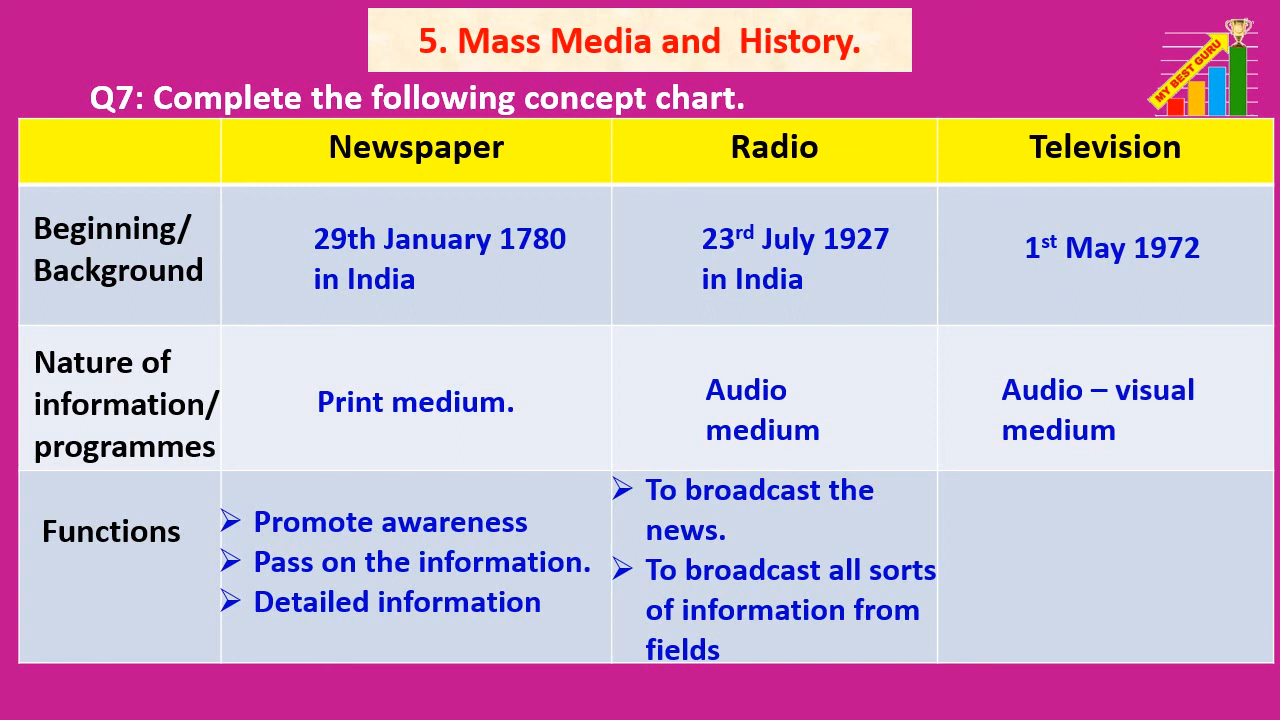 5. Mass Media and  History.
MY BEST GURU
Q7: Complete the following concept chart.
Newspaper
Radio
Television
Beginning/
Background
29th January 1780
in India
23rd July 1927
in India
1st May 1972
Nature of
information/
programmes
Print medium.
Audio
medium
Audio – visual
medium
Functions
➢ Promote awareness
➢ Pass on the information.
➢ Detailed information
➢ To broadcast the
news.
➢ To broadcast all sorts
of information from
fields